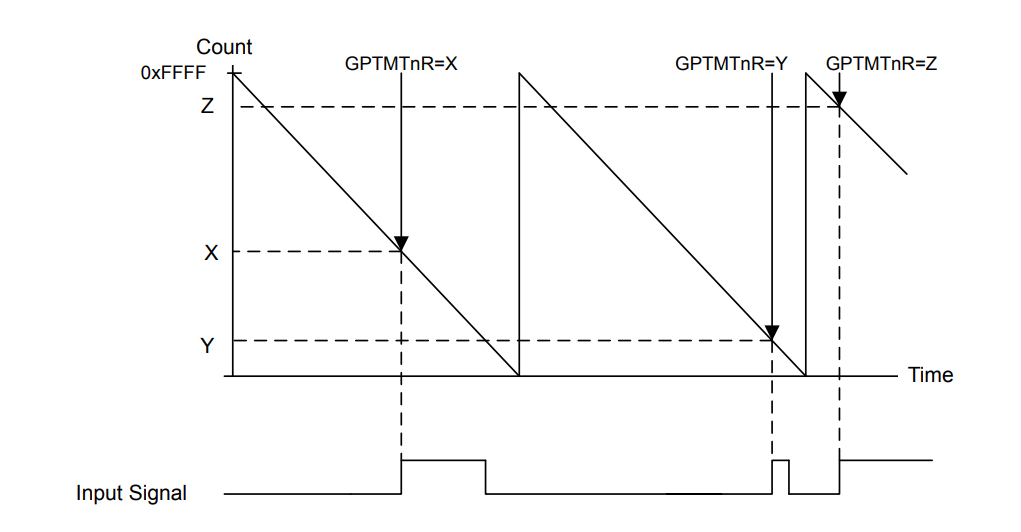 Count
0xFFFF
GPTMTnR=X
GPTMTnR=Y
GPTMTnR=Z
Z
X
Y
Time
Input Signal